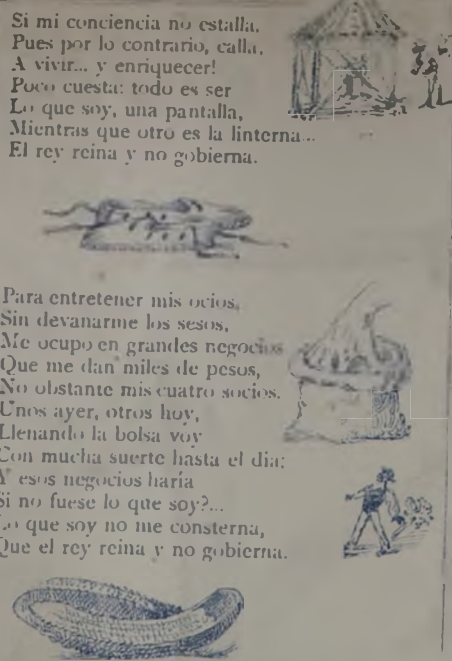 Si mi conciencia no estalla,
Pues por lo contrario, calla,
A vivir... y enriquecer!
Poco cuesta: todo es ser
Lo que soy, una pantalla,
Mientras que otro es la linterna...
El rey reina y no gobierna.
Para entretener mis ocios,
Sin devanarme los sesos,
Me ocupo en grandes negocios
Que me dan miles de pesos,
No obstante mis cuatro socios.
Unos ayer, otros hoy,
Llenando la bolsa voy
Con mucha suerte hasta el dia:
Y esos negocios haría
Si no fuese lo que soy?...
Lo que soy no me consterna,
Que el rey reina y no gobierna.